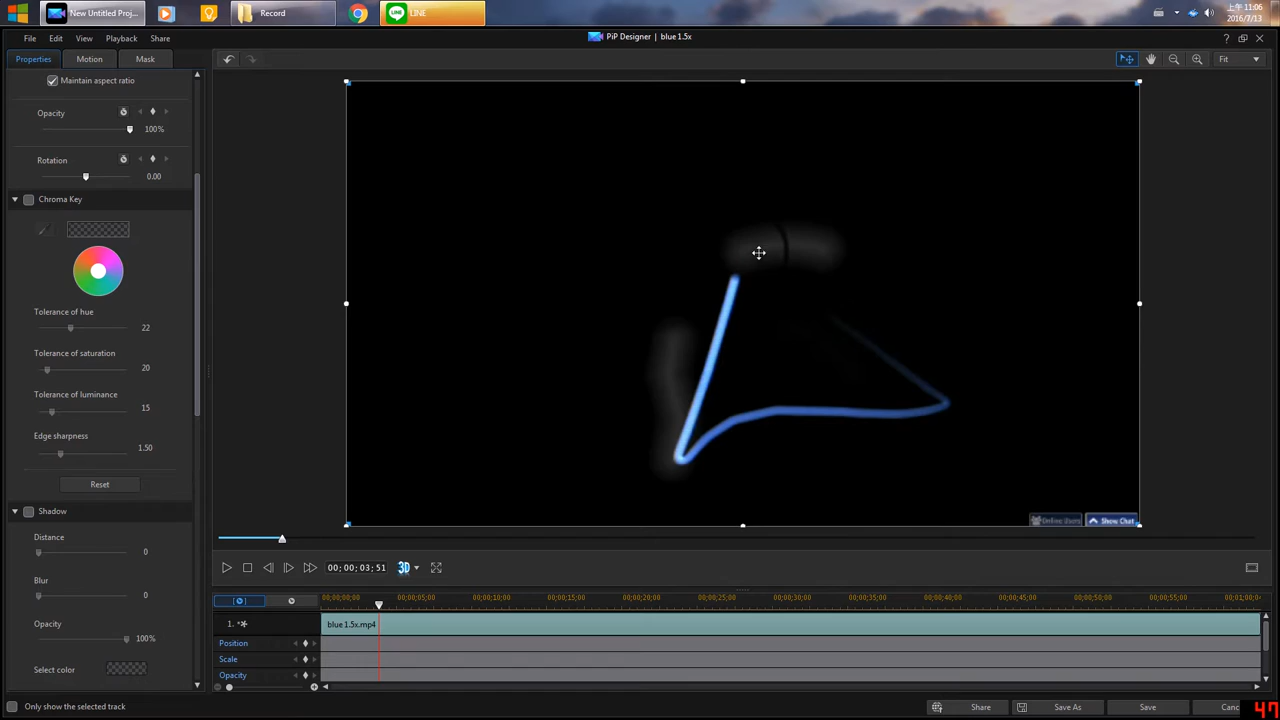 'New Untitled Proj...
Record
LINE
上午 11:06
2016/7/13
File Edit View Playback Share
PiP Designer | blue 1.5x
Properties Motion Mask
Fit
Maintain aspect ratio
Opacity
100%
Rotation
0.00
Chroma Key
Tolerance of hue
22
Tolerance of saturation
20
Tolerance of luminance
15
Edge sharpness
1.50
Reset
Shadow
Distance
0
Blur
0
Opacity
100%
Select color
Online Users Show Chat
00;00;03;51
3D
00;00;00;00 00;00;05;00 00;00;10;00 00;00;15;00 00;00;20;00 00;00;25;00 00;00;30;00 00;00;35;00 00;00;40;00 00;00;45;00 00;00;50;00 00;00;55;00 00;01;00;0
1.
blue 1.5x.mp4
Position
Scale
Opacity
Only show the selected track
Share Save As Save Canc
47